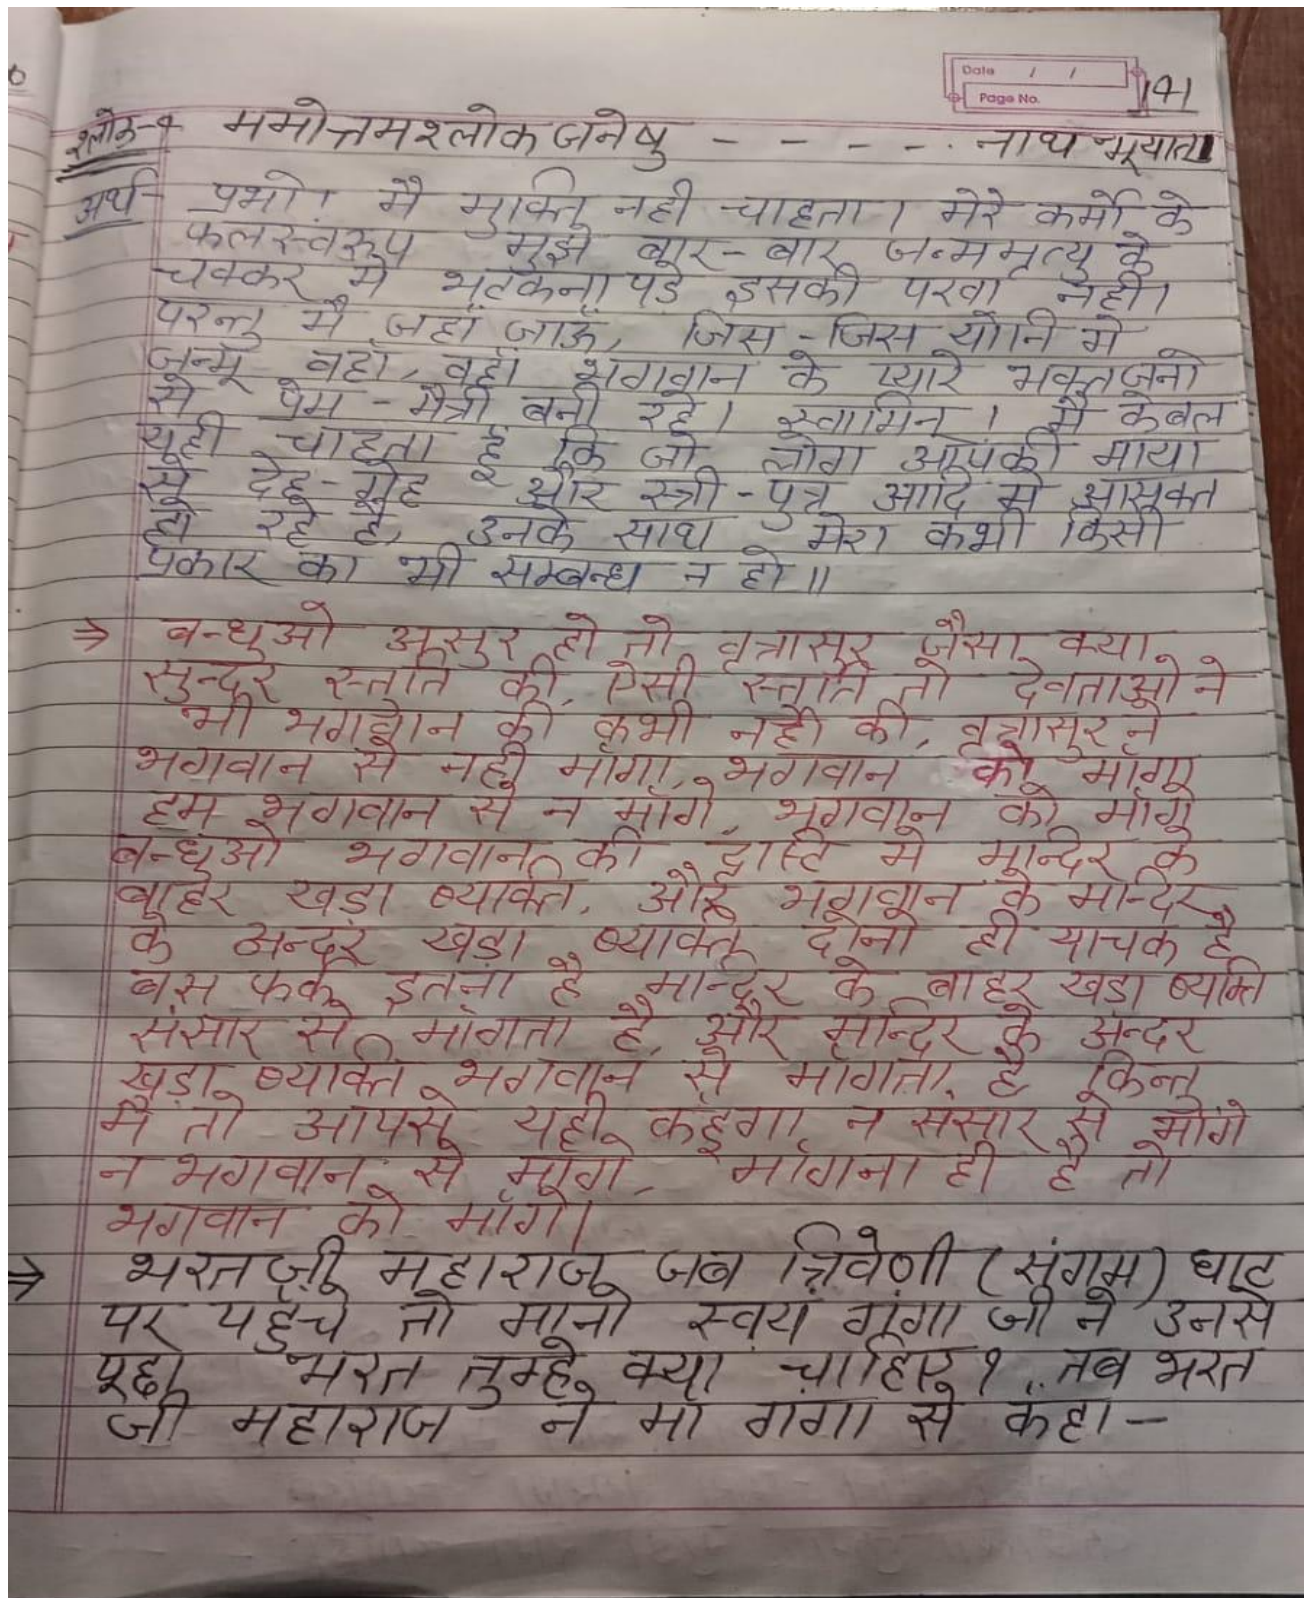 Date / /
Page No. 141
श्लोक-४ ममोत्तमश्लोकजनेषु - - - - - नाथ भूयात्॥
अर्थ- प्रभो! मै मुक्ति नही चाहता। मेरे कर्मो के
फलस्वरूप मुझे बार-बार जन्ममृत्यु के
चक्कर मे भटकना पड़े इसकी परवा नही।
परन्तु मै जहाँ जाऊँ, जिस-जिस योनि मे
जन्मू वहाँ, वहाँ भगवान के प्यारे भक्तजनो
से प्रेम-मैत्री बनी रहे। स्वामिन। मै केवल
यही चाहता हूँ कि जो लोग आपकी माया
से देह-गेह और स्त्री-पुत्र आदि मे आसक्त
हो रहे है, उनके साथ मेरा कभी किसी
प्रकार का भी सम्बन्ध न हो॥
⇒ बन्धुओ असुर हो तो वृत्रासुर जैसा क्या
सुन्दर स्तुति की, ऐसी स्तुति तो देवताओ ने
भी भगवान की कभी नही की, वृत्रासुर ने
भगवान से नही माँगा, भगवान को माँगा
हम भगवान से न माँगे, भगवान को माँगे
बन्धुओ भगवान की दृष्टि मे मन्दिर के
बाहर खड़ा व्यक्ति, और भगवान के मन्दिर
के अन्दर खड़ा व्यक्ति दोनो ही याचक है
बस फर्क इतना है मन्दिर के बाहर खड़ा व्यक्ति
संसार से माँगता है, और मन्दिर के अन्दर
खड़ा व्यक्ति भगवान से माँगता है किन्तु
मै तो आपसे यही कहूँगा न संसार से माँगे
न भगवान से माँगे, माँगना ही है तो
भगवान को माँगे।
⇒ भरतजी महाराज जब त्रिवेणी (संगम) घाट
पर पहुंचे तो मानो स्वयं गंगा जी ने उनसे
पूछा भरत तुम्हे क्या चाहिए? तब भरत
जी महाराज ने माँ गंगा से कहा-